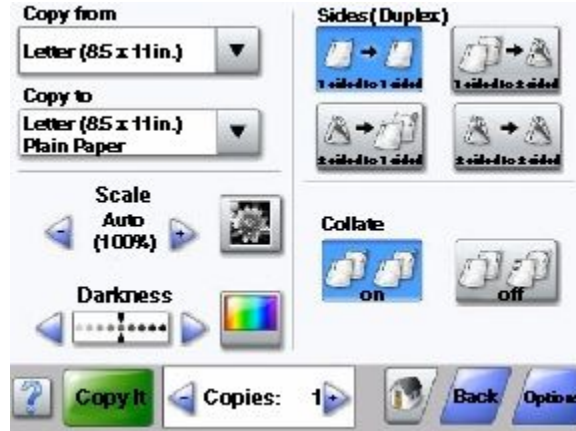 Copy from
Letter (8.5 x 11 in.)
Copy to
Letter (8.5 x 11 in.)
Plain Paper
Scale
Auto
(100%)
Darkness
Sides (Duplex)
1 sided to 1 sided
1 sided to 2 sided
2 sided to 1 sided
2 sided to 2 sided
Collate
on
off
?
Copy It
Copies: 1
Back
Options